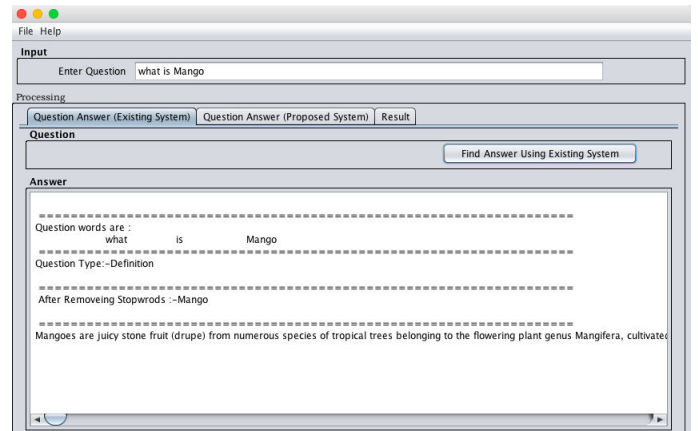 File Help
Input
Enter Question what is Mango
Processing
Question Answer (Existing System) Question Answer (Proposed System) Result
Question
Find Answer Using Existing System
Answer
==================================================================
Question words are :
what is Mango
==================================================================
Question Type:-Definition
==================================================================
After Removeing Stopwrods :-Mango
==================================================================
Mangoes are juicy stone fruit (drupe) from numerous species of tropical trees belonging to the flowering plant genus Mangifera, cultivated